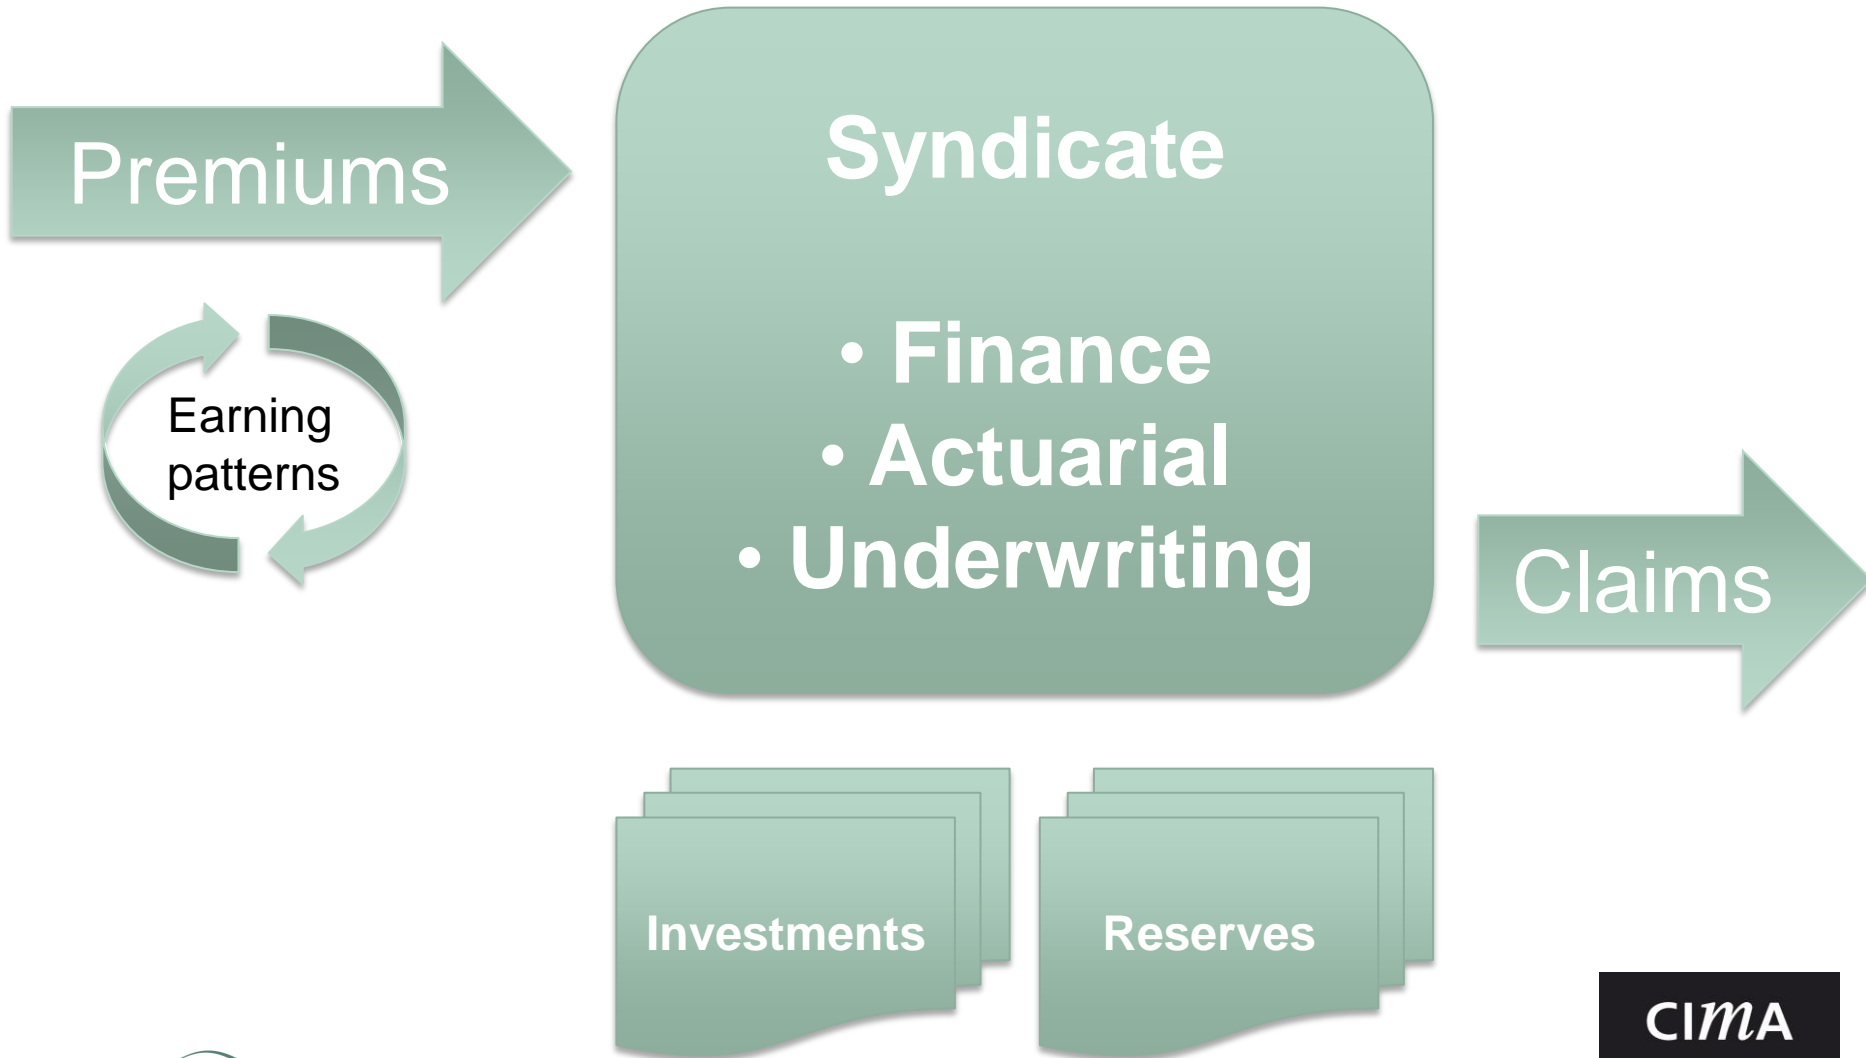 Premiums
Syndicate
• Finance
• Actuarial
• Underwriting
Earning
patterns
Claims
Investments
Reserves
CIMA